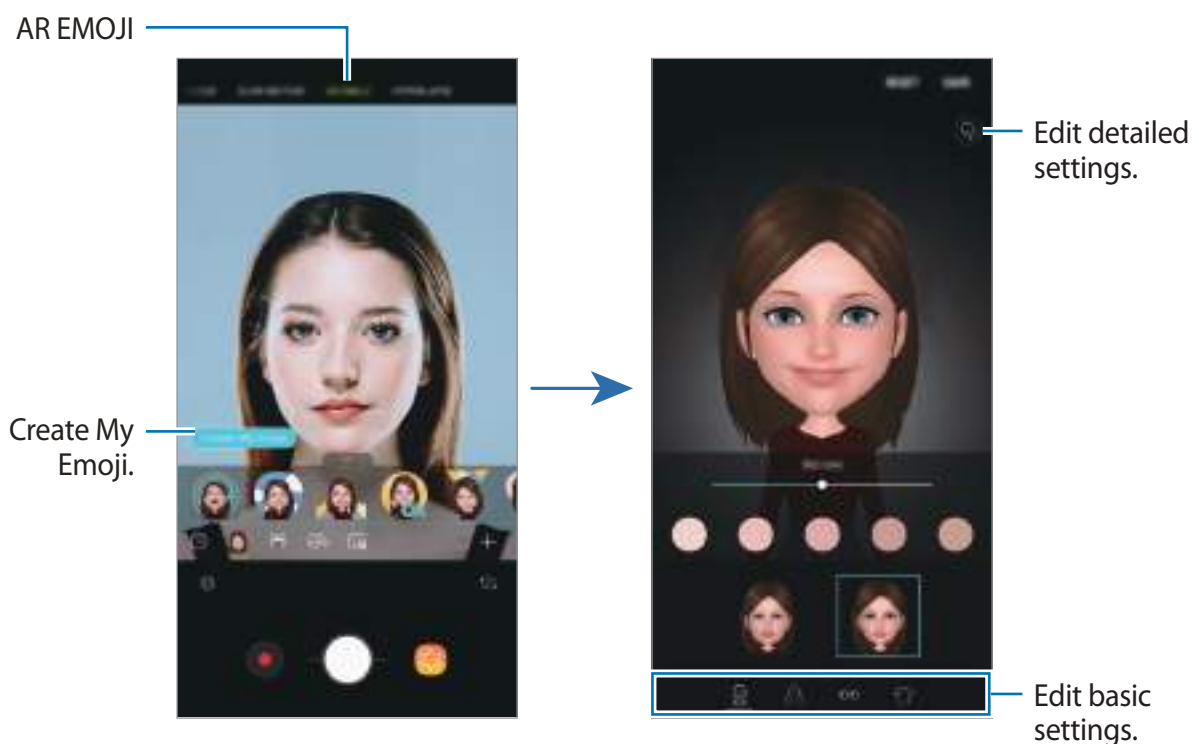 AR EMOJI
Edit detailed
settings.
Create My
Emoji.
Edit basic
settings.